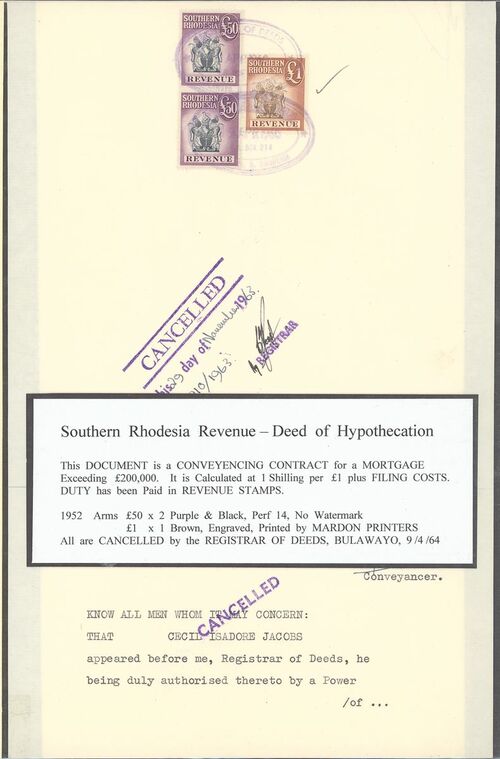 SOUTHERN
RHODESIA £50
REVENUE
SOUTHERN
RHODESIA £1
REVENUE
SOUTHERN
RHODESIA £50
REVENUE
CANCELLED
this 29 day of November 1963.
/1963
REGISTRAR
Southern Rhodesia Revenue – Deed of Hypothecation
This DOCUMENT is a CONVEYENCING CONTRACT for a MORTGAGE
Exceeding £200,000. It is Calculated at 1 Shilling per £1 plus FILING COSTS.
DUTY has been Paid in REVENUE STAMPS.
1952 Arms £50 x 2 Purple & Black, Perf 14, No Watermark
£1 x 1 Brown, Engraved, Printed by MARDON PRINTERS
All are CANCELLED by the REGISTRAR OF DEEDS, BULAWAYO, 9/4/64
Conveyancer.
CANCELLED
KNOW ALL MEN WHOM IT MAY CONCERN:
THAT CECIL ISADORE JACOBS
appeared before me, Registrar of Deeds, he
being duly authorised thereto by a Power
/of ...